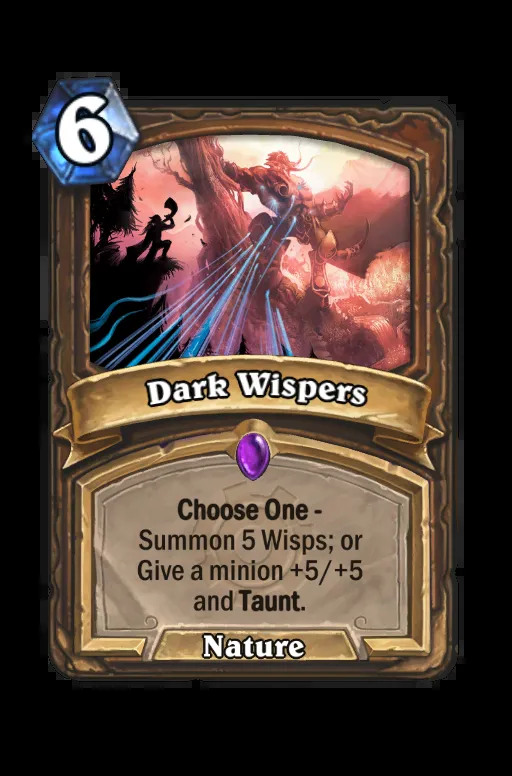 6
Dark Wispers
Choose One -
Summon 5 Wisps; or
Give a minion +5/+5
and Taunt.
Nature